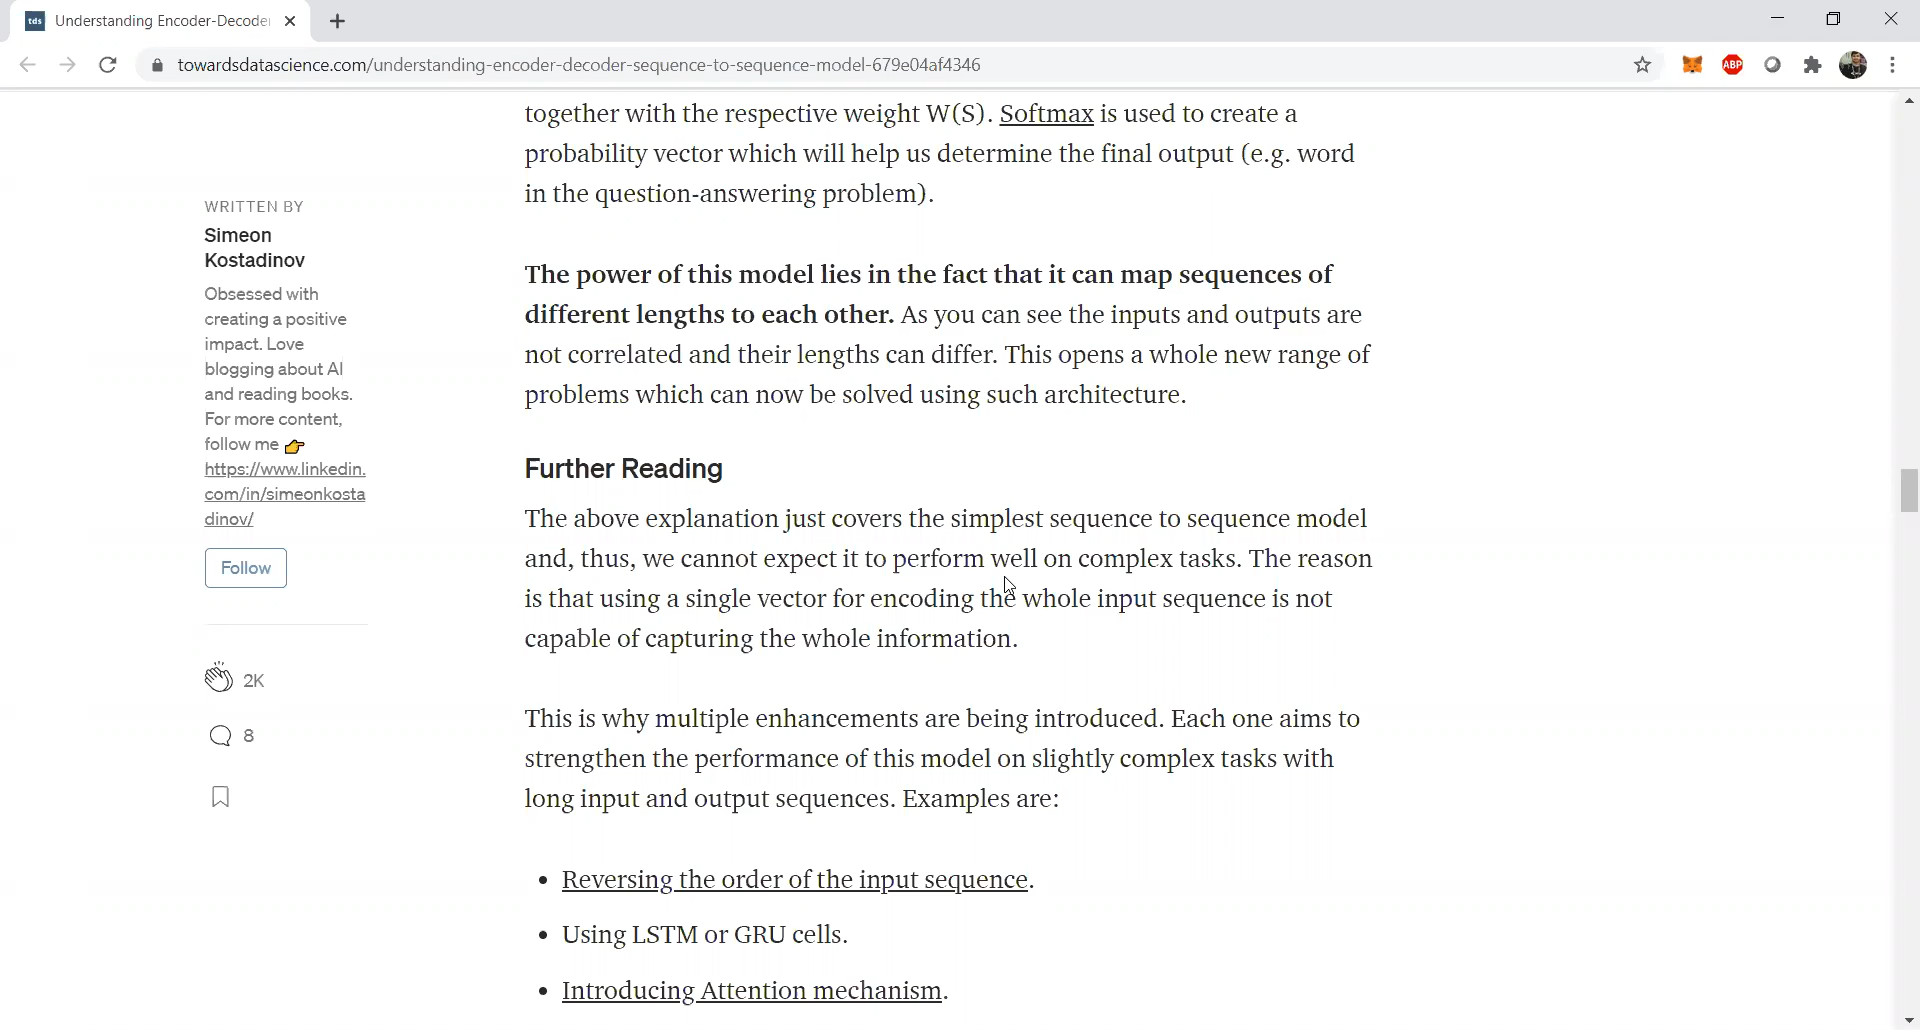 tds Understanding Encoder-Decoder
towardsdatascience.com/understanding-encoder-decoder-sequence-to-sequence-model-679e04af4346
ABP
together with the respective weight W(S). Softmax is used to create a
probability vector which will help us determine the final output (e.g. word
in the question-answering problem).
WRITTEN BY
Simeon
Kostadinov
Obsessed with
creating a positive
impact. Love
blogging about AI
and reading books.
For more content,
follow me 👉
https://www.linkedin.
com/in/simeonkosta
dinov/
Follow
2K
8
The power of this model lies in the fact that it can map sequences of
different lengths to each other. As you can see the inputs and outputs are
not correlated and their lengths can differ. This opens a whole new range of
problems which can now be solved using such architecture.
Further Reading
The above explanation just covers the simplest sequence to sequence model
and, thus, we cannot expect it to perform well on complex tasks. The reason
is that using a single vector for encoding the whole input sequence is not
capable of capturing the whole information.
This is why multiple enhancements are being introduced. Each one aims to
strengthen the performance of this model on slightly complex tasks with
long input and output sequences. Examples are:
• Reversing the order of the input sequence.
• Using LSTM or GRU cells.
• Introducing Attention mechanism.